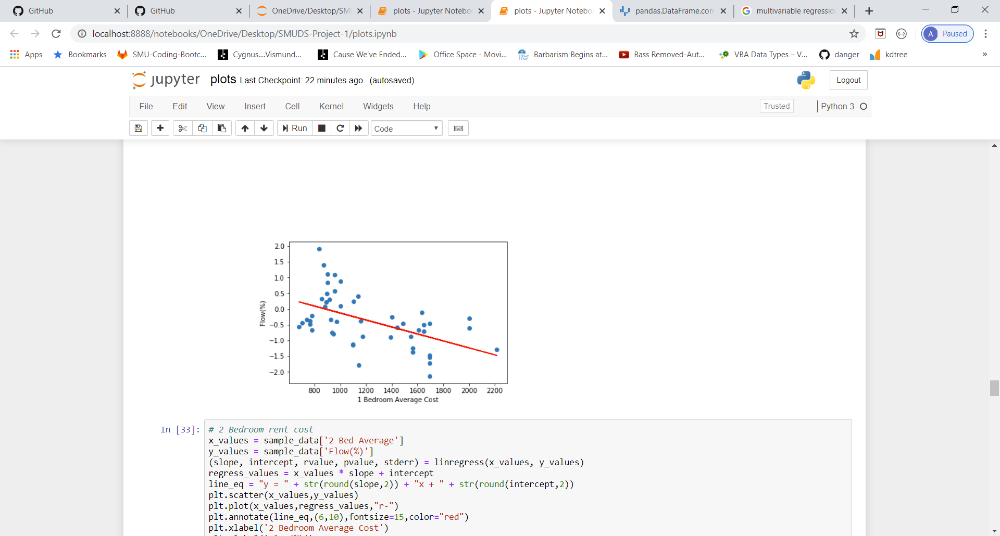 GitHub
GitHub
OneDrive/Desktop/SM
plots - Jupyter Notebo
plots - Jupyter Notebo
pandas.DataFrame.corr
multivariable regressio
localhost:8888/notebooks/OneDrive/Desktop/SMUDS-Project-1/plots.ipynb
A Paused
Apps
Bookmarks
SMU-Coding-Bootc...
Cygnus....Vismund...
Cause We've Ended...
Office Space - Movi...
Barbarism Begins at...
Bass Removed-Aut...
VBA Data Types – V...
danger
kdtree
»
jupyter plots Last Checkpoint: 22 minutes ago (autosaved)
Logout
File Edit View Insert Cell Kernel Widgets Help
Trusted
Python 3
Run
Code
2.0
1.5
1.0
0.5
0.0
−0.5
−1.0
−1.5
−2.0
Flow(%)
800 1000 1200 1400 1600 1800 2000 2200
1 Bedroom Average Cost
In [33]:
# 2 Bedroom rent cost
x_values = sample_data['2 Bed Average']
y_values = sample_data['Flow(%)']
(slope, intercept, rvalue, pvalue, stderr) = linregress(x_values, y_values)
regress_values = x_values * slope + intercept
line_eq = "y = " + str(round(slope,2)) + "x + " + str(round(intercept,2))
plt.scatter(x_values,y_values)
plt.plot(x_values,regress_values,"r-")
plt.annotate(line_eq,(6,10),fontsize=15,color="red")
plt.xlabel('2 Bedroom Average Cost')